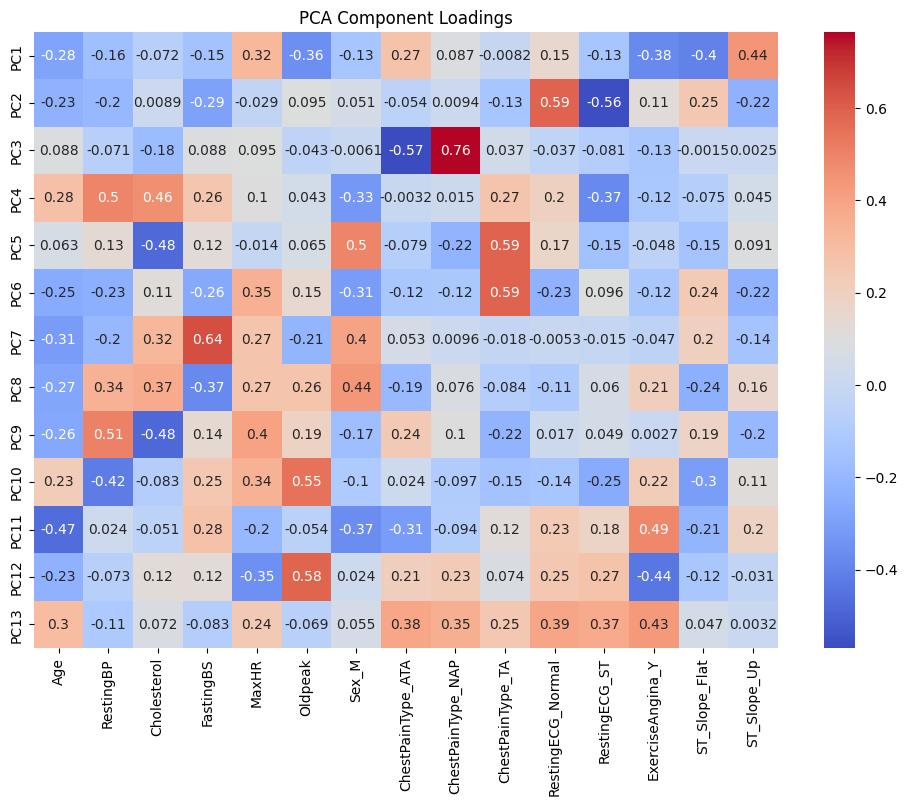 PCA Component Loadings
PC1 -0.28 -0.16 -0.072 -0.15 0.32 -0.36 -0.13 0.27 0.087 -0.0082 0.15 -0.13 -0.38 -0.4 0.44
PC2 -0.23 -0.2 0.0089 -0.29 -0.029 0.095 0.051 -0.054 0.0094 -0.13 0.59 -0.56 0.11 0.25 -0.22
PC3 0.088 -0.071 -0.18 0.088 0.095 -0.043 -0.0061 -0.57 0.76 0.037 -0.037 -0.081 -0.13 -0.0015 0.0025
PC4 0.28 0.5 0.46 0.26 0.1 0.043 -0.33 -0.0032 0.015 0.27 0.2 -0.37 -0.12 -0.075 0.045
PC5 0.063 0.13 -0.48 0.12 -0.014 0.065 0.5 -0.079 -0.22 0.59 0.17 -0.15 -0.048 -0.15 0.091
PC6 -0.25 -0.23 0.11 -0.26 0.35 0.15 -0.31 -0.12 -0.12 0.59 -0.23 0.096 -0.12 0.24 -0.22
PC7 -0.31 -0.2 0.32 0.64 0.27 -0.21 0.4 0.053 0.0096 -0.018 -0.0053 -0.015 -0.047 0.2 -0.14
PC8 -0.27 0.34 0.37 -0.37 0.27 0.26 0.44 -0.19 0.076 -0.084 -0.11 0.06 0.21 -0.24 0.16
PC9 -0.26 0.51 -0.48 0.14 0.4 0.19 -0.17 0.24 0.1 -0.22 0.017 0.049 0.0027 0.19 -0.2
PC10 0.23 -0.42 -0.083 0.25 0.34 0.55 -0.1 0.024 -0.097 -0.15 -0.14 -0.25 0.22 -0.3 0.11
PC11 -0.47 0.024 -0.051 0.28 -0.2 -0.054 -0.37 -0.31 -0.094 0.12 0.23 0.18 0.49 -0.21 0.2
PC12 -0.23 -0.073 0.12 0.12 -0.35 0.58 0.024 0.21 0.23 0.074 0.25 0.27 -0.44 -0.12 -0.031
PC13 0.3 -0.11 0.072 -0.083 0.24 -0.069 0.055 0.38 0.35 0.25 0.39 0.37 0.43 0.047 0.0032
Age
RestingBP
Cholesterol
FastingBS
MaxHR
Oldpeak
Sex_M
ChestPainType_ATA
ChestPainType_NAP
ChestPainType_TA
RestingECG_Normal
RestingECG_ST
ExerciseAngina_Y
ST_Slope_Flat
ST_Slope_Up
0.6
0.4
0.2
0.0
-0.2
-0.4